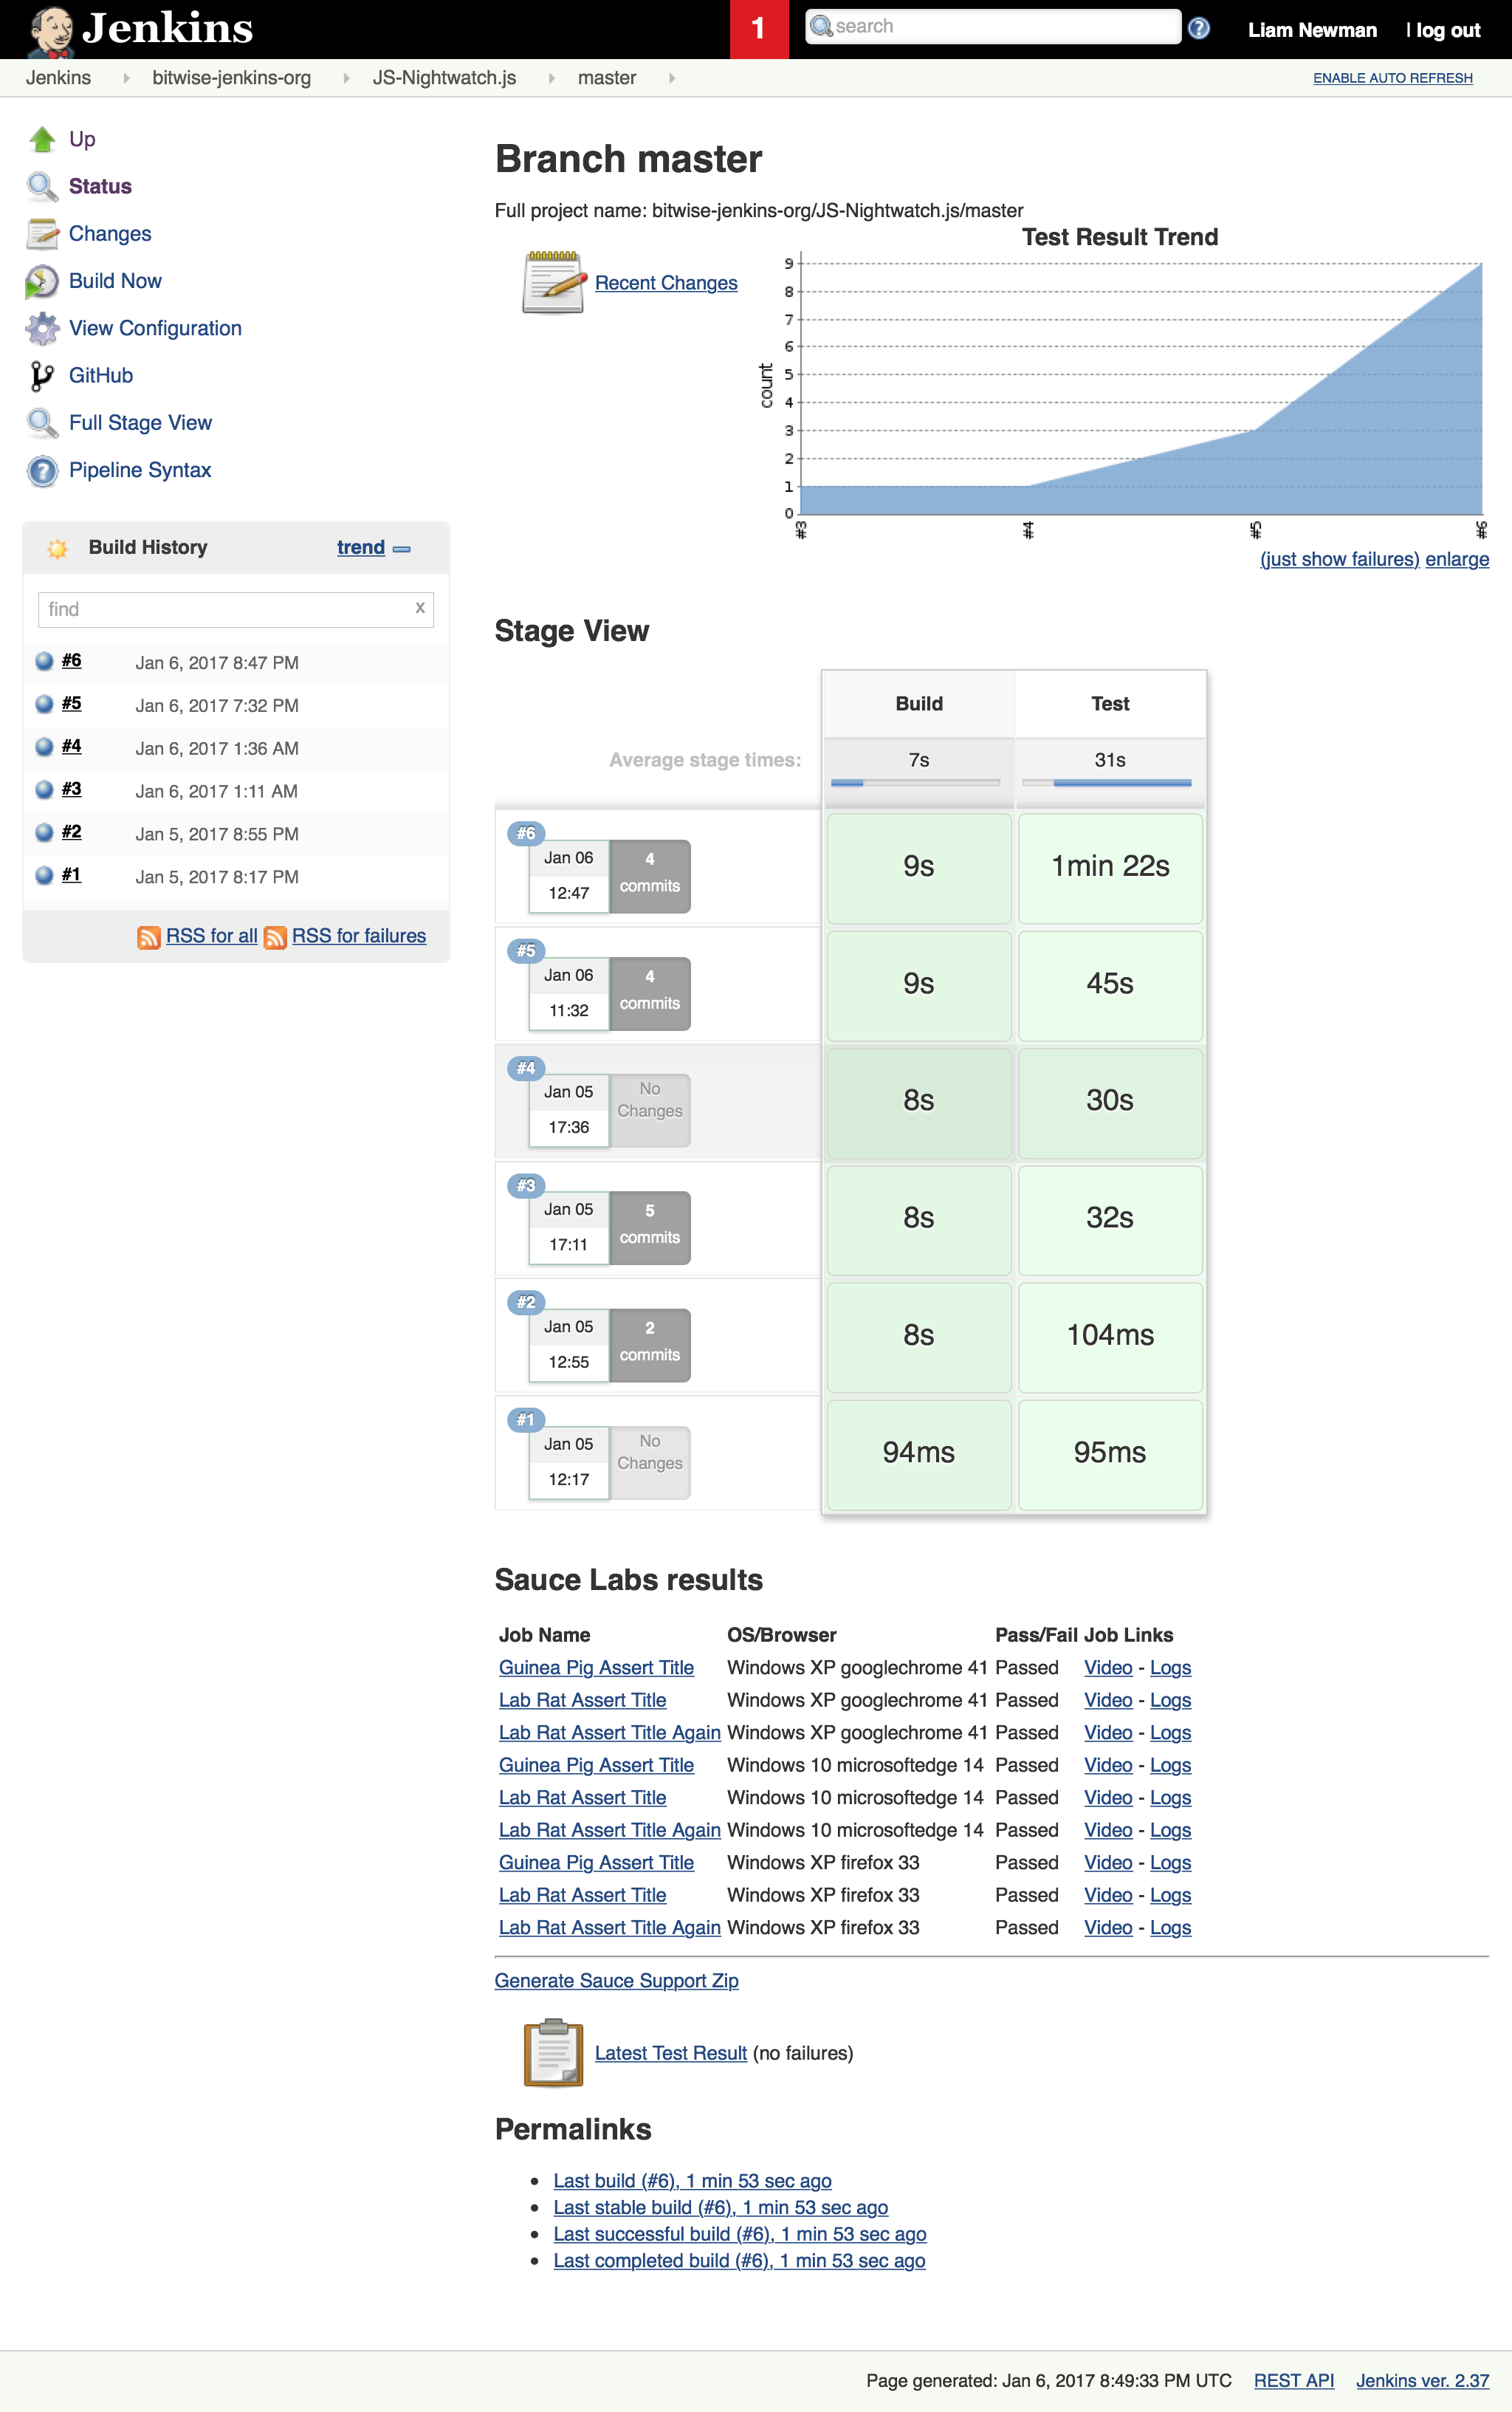 Jenkins
1
search
Liam Newman | log out
Jenkins bitwise-jenkins-org JS-Nightwatch.js master
ENABLE AUTO REFRESH
Up
Status
Changes
Build Now
View Configuration
GitHub
Full Stage View
Pipeline Syntax
Build History trend
find x
#6 Jan 6, 2017 8:47 PM
#5 Jan 6, 2017 7:32 PM
#4 Jan 6, 2017 1:36 AM
#3 Jan 6, 2017 1:11 AM
#2 Jan 5, 2017 8:55 PM
#1 Jan 5, 2017 8:17 PM
RSS for all RSS for failures
Branch master
Full project name: bitwise-jenkins-org/JS-Nightwatch.js/master
Recent Changes
Test Result Trend
9
8
7
6
5
4
3
2
1
0
count
#3 #4 #5 #6
(just show failures) enlarge
Stage View
Build Test
Average stage times: 7s 31s
#6
Jan 06
12:47
4
commits
9s 1min 22s
#5
Jan 06
11:32
4
commits
9s 45s
#4
Jan 05
17:36
No
Changes
8s 30s
#3
Jan 05
17:11
5
commits
8s 32s
#2
Jan 05
12:55
2
commits
8s 104ms
#1
Jan 05
12:17
No
Changes
94ms 95ms
Sauce Labs results
Job Name OS/Browser Pass/Fail Job Links
Guinea Pig Assert Title Windows XP googlechrome 41 Passed Video - Logs
Lab Rat Assert Title Windows XP googlechrome 41 Passed Video - Logs
Lab Rat Assert Title Again Windows XP googlechrome 41 Passed Video - Logs
Guinea Pig Assert Title Windows 10 microsoftedge 14 Passed Video - Logs
Lab Rat Assert Title Windows 10 microsoftedge 14 Passed Video - Logs
Lab Rat Assert Title Again Windows 10 microsoftedge 14 Passed Video - Logs
Guinea Pig Assert Title Windows XP firefox 33 Passed Video - Logs
Lab Rat Assert Title Windows XP firefox 33 Passed Video - Logs
Lab Rat Assert Title Again Windows XP firefox 33 Passed Video - Logs
Generate Sauce Support Zip
Latest Test Result (no failures)
Permalinks
Last build (#6), 1 min 53 sec ago
Last stable build (#6), 1 min 53 sec ago
Last successful build (#6), 1 min 53 sec ago
Last completed build (#6), 1 min 53 sec ago
Page generated: Jan 6, 2017 8:49:33 PM UTC REST API Jenkins ver. 2.37